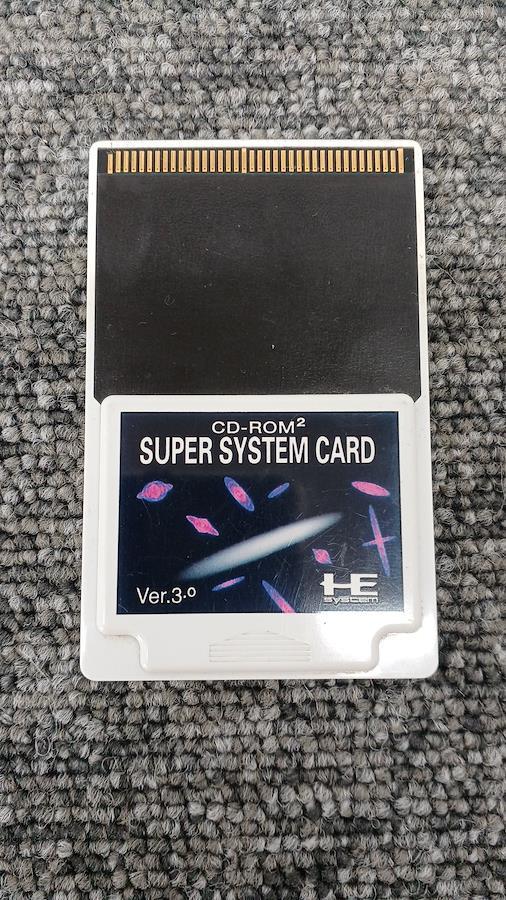 CD-ROM²
SUPER SYSTEM CARD
Ver.3.0
HE
system